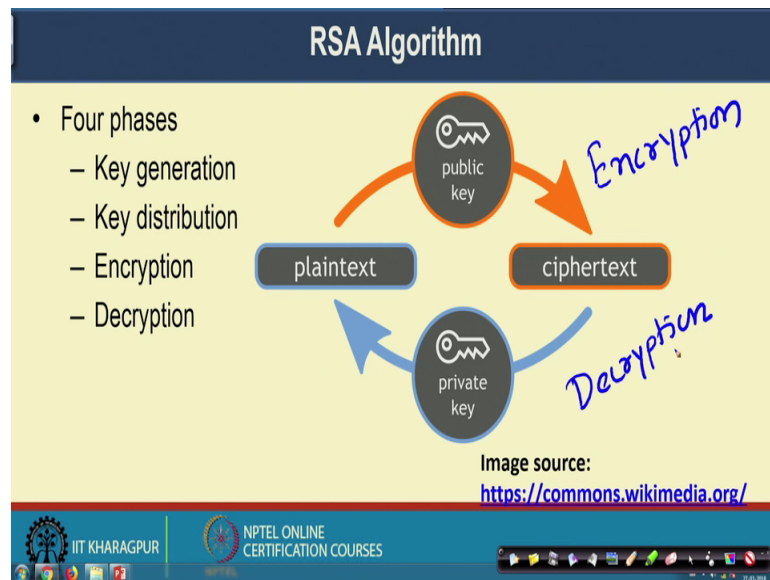 RSA Algorithm
• Four phases
– Key generation
– Key distribution
– Encryption
– Decryption
public
key
Encryption
plaintext
ciphertext
private
key
Decryption
Image source:
https://commons.wikimedia.org/
IIT KHARAGPUR
NPTEL ONLINE
CERTIFICATION COURSES